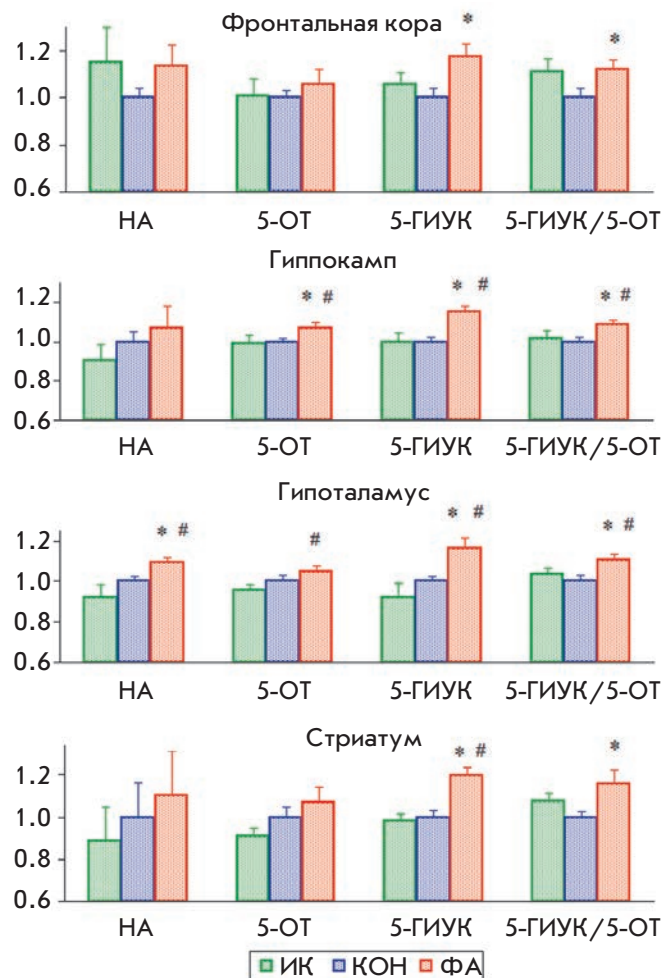 Фронтальная кора
* *
1.2
1.0
0.8
0.6
НА 5-ОТ 5-ГИУК 5-ГИУК/5-ОТ
Гиппокамп
* # * # * #
1.2
1.0
0.8
0.6
НА 5-ОТ 5-ГИУК 5-ГИУК/5-ОТ
Гипоталамус
* # # * # * #
1.2
1.0
0.8
0.6
НА 5-ОТ 5-ГИУК 5-ГИУК/5-ОТ
Стриатум
* # *
1.2
1.0
0.8
0.6
НА 5-ОТ 5-ГИУК 5-ГИУК/5-ОТ
ИК КОН ФА